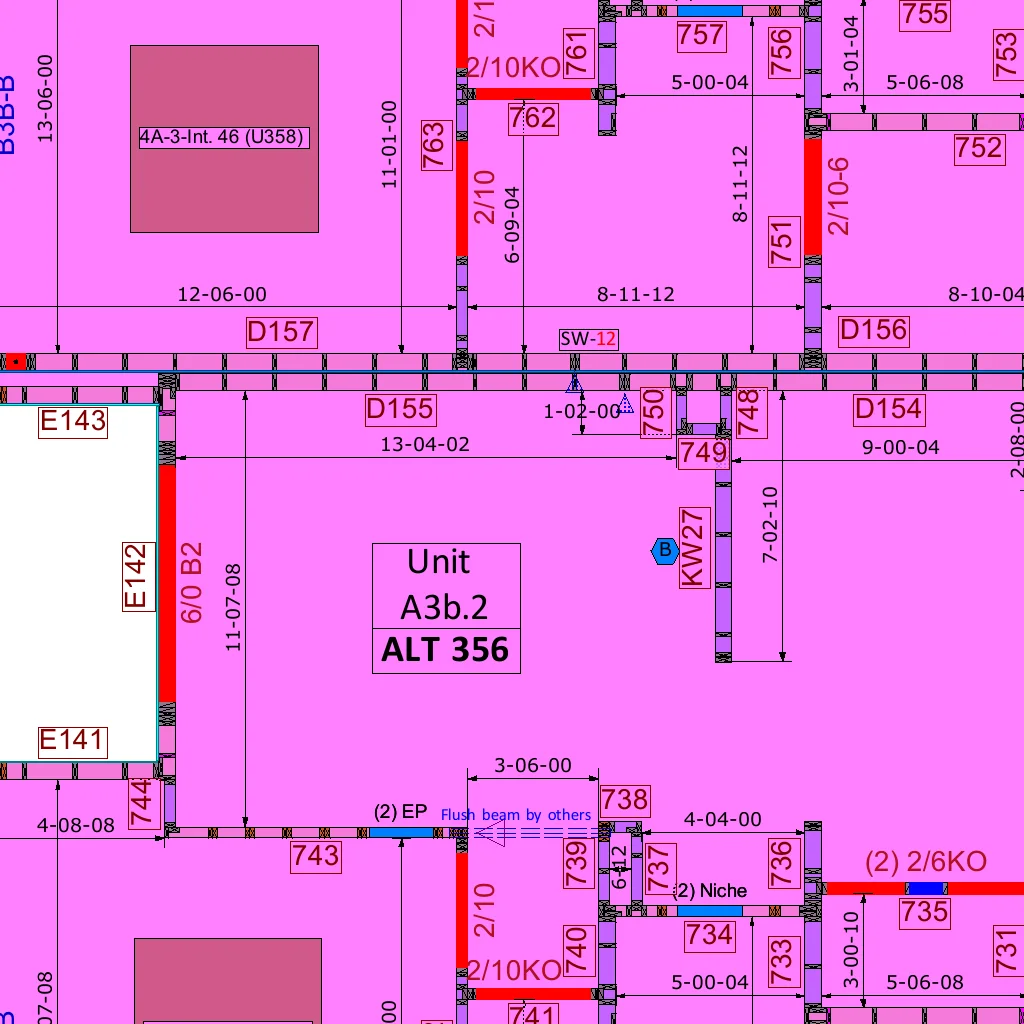 2/1
2/10KO
761
757
756
755
753
3-01-04
5-00-04
5-06-08
13-06-00
B3B-B
4A-3-Int. 46 (U358)
11-01-00
763
762
752
2/10
6-09-04
8-11-12
751
2/10-6
12-06-00
8-11-12
8-10-04
D157
SW-12
D156
E143
D155
1-02-00
750
748
D154
13-04-02
749
9-00-04
2-08-00
E142
6/0 B2
11-07-08
Unit
A3b.2
ALT 356
B
KW27
7-02-10
E141
744
3-06-00
738
4-08-08
(2) EP
Flush beam by others
4-04-00
743
739
6-12
737
736
(2) 2/6KO
(2) Niche
2/10
734
735
740
733
3-00-10
731
2/10KO
5-00-04
5-06-08
07-08
00
741